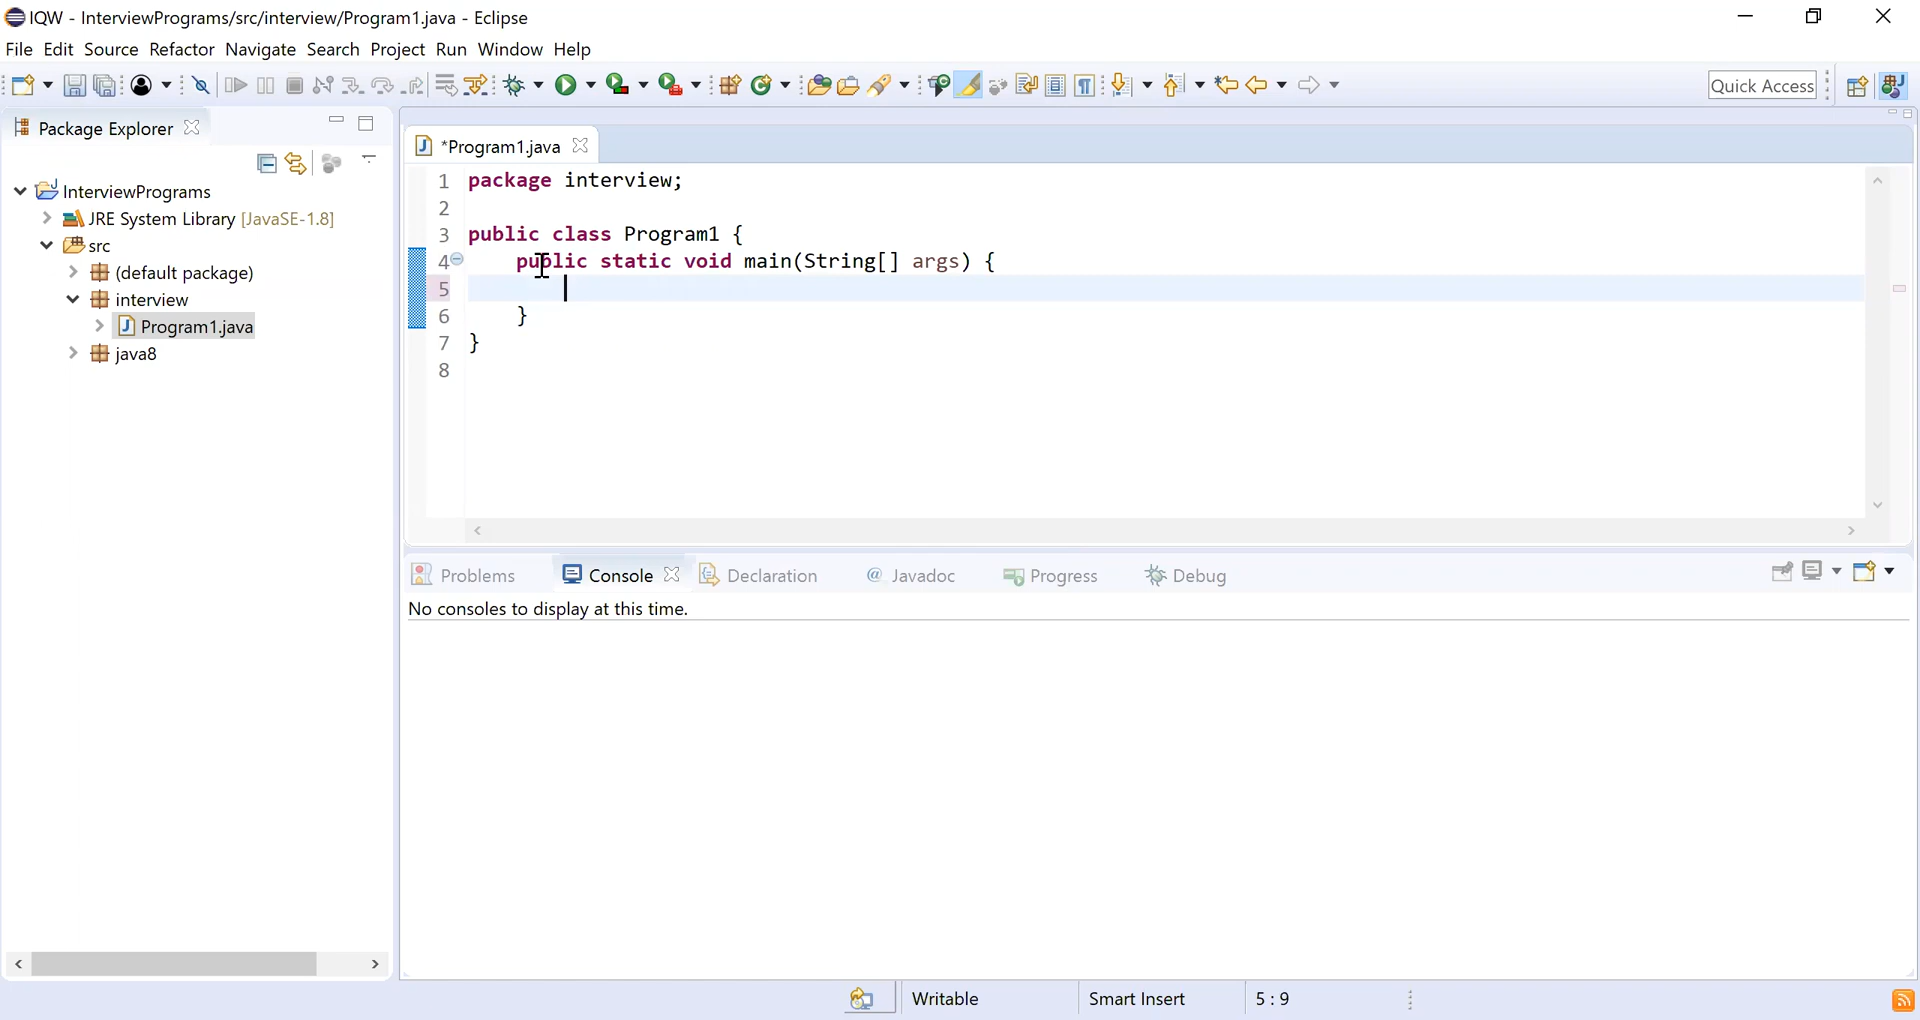 IQW - InterviewPrograms/src/interview/Program1.java - Eclipse
File Edit Source Refactor Navigate Search Project Run Window Help
Quick Access
Package Explorer
InterviewPrograms
JRE System Library [JavaSE-1.8]
src
(default package)
interview
Program1.java
java8
*Program1.java
1 package interview;
2
3 public class Program1 {
4 public static void main(String[] args) {
5
6 }
7 }
8
Problems Console Declaration @ Javadoc Progress Debug
No consoles to display at this time.
Writable Smart Insert 5 : 9